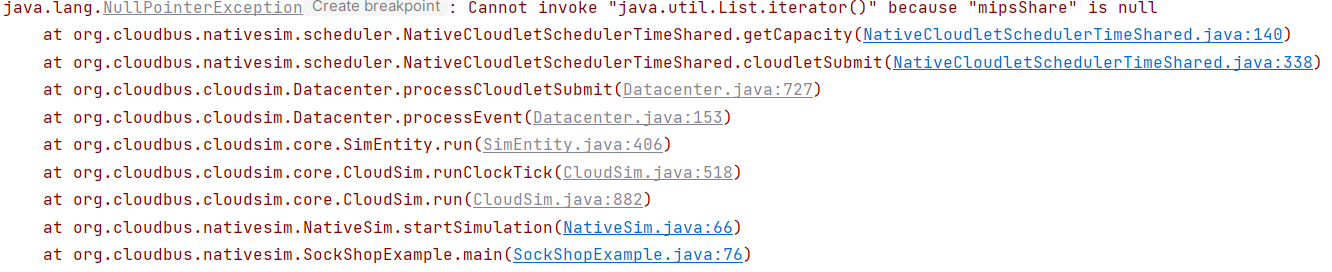 java.lang.NullPointerException Create breakpoint : Cannot invoke "java.util.List.iterator()" because "mipsShare" is null
at org.cloudbus.nativesim.scheduler.NativeCloudletSchedulerTimeShared.getCapacity(NativeCloudletSchedulerTimeShared.java:140)
at org.cloudbus.nativesim.scheduler.NativeCloudletSchedulerTimeShared.cloudletSubmit(NativeCloudletSchedulerTimeShared.java:338)
at org.cloudbus.cloudsim.Datacenter.processCloudletSubmit(Datacenter.java:727)
at org.cloudbus.cloudsim.Datacenter.processEvent(Datacenter.java:153)
at org.cloudbus.cloudsim.core.SimEntity.run(SimEntity.java:406)
at org.cloudbus.cloudsim.core.CloudSim.runClockTick(CloudSim.java:518)
at org.cloudbus.cloudsim.core.CloudSim.run(CloudSim.java:882)
at org.cloudbus.nativesim.NativeSim.startSimulation(NativeSim.java:66)
at org.cloudbus.nativesim.SockShopExample.main(SockShopExample.java:76)